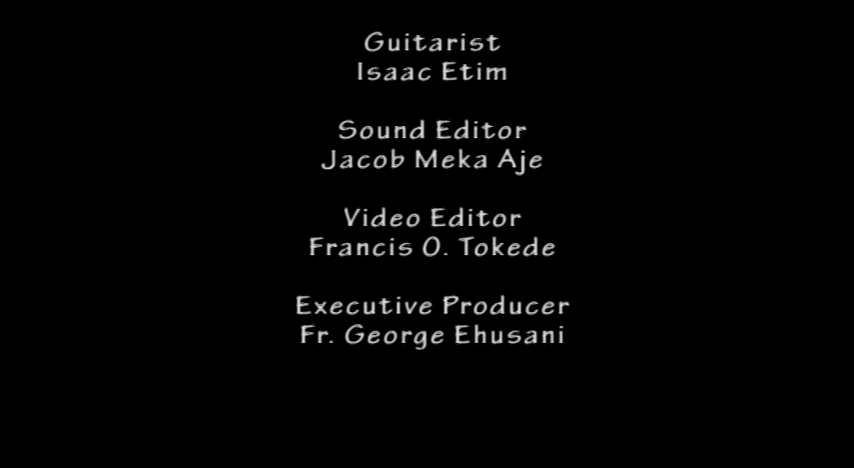 Guitarist
Isaac Etim
Sound Editor
Jacob Meka Aje
Video Editor
Francis O. Tokede
Executive Producer
Fr. George Ehusani